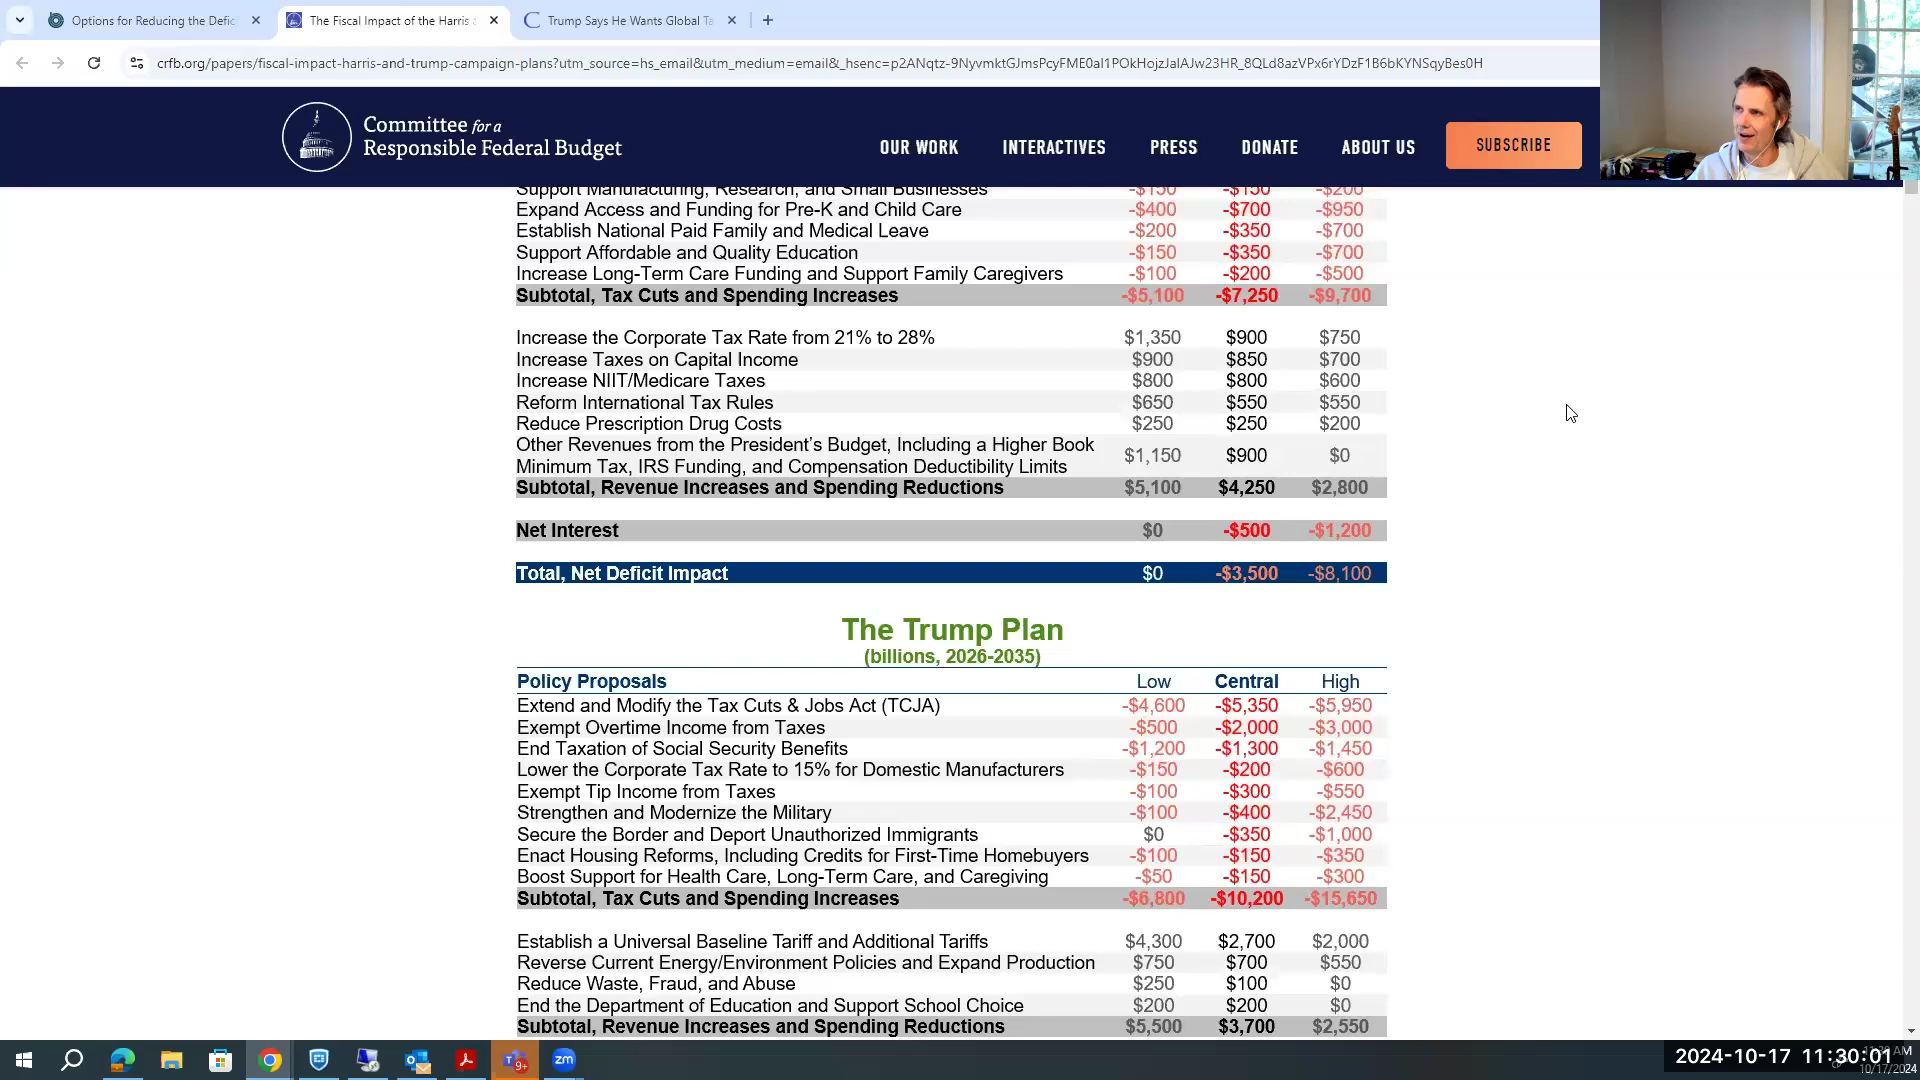 Options for Reducing the Defic
The Fiscal Impact of the Harris
Trump Says He Wants Global Ta
crfb.org/papers/fiscal-impact-harris-and-trump-campaign-plans?utm_source=hs_email&utm_medium=email&_hsenc=p2ANqtz-9NyvmktGJmsPcyFME0al1POkHojzJalAJw23HR_8QLd8azVPx6rYDzF1B6bKYNSqyBes0H
Committee for a
Responsible Federal Budget
OUR WORK INTERACTIVES PRESS DONATE ABOUT US SUBSCRIBE
Support Manufacturing, Research, and Small Businesses -$150 -$150 -$200
Expand Access and Funding for Pre-K and Child Care -$400 -$700 -$950
Establish National Paid Family and Medical Leave -$200 -$350 -$700
Support Affordable and Quality Education -$150 -$350 -$700
Increase Long-Term Care Funding and Support Family Caregivers -$100 -$200 -$500
Subtotal, Tax Cuts and Spending Increases -$5,100 -$7,250 -$9,700
Increase the Corporate Tax Rate from 21% to 28% $1,350 $900 $750
Increase Taxes on Capital Income $900 $850 $700
Increase NIIT/Medicare Taxes $800 $800 $600
Reform International Tax Rules $650 $550 $550
Reduce Prescription Drug Costs $250 $250 $200
Other Revenues from the President's Budget, Including a Higher Book
Minimum Tax, IRS Funding, and Compensation Deductibility Limits $1,150 $900 $0
Subtotal, Revenue Increases and Spending Reductions $5,100 $4,250 $2,800
Net Interest $0 -$500 -$1,200
Total, Net Deficit Impact $0 -$3,500 -$8,100
The Trump Plan
(billions, 2026-2035)
Policy Proposals Low Central High
Extend and Modify the Tax Cuts & Jobs Act (TCJA) -$4,600 -$5,350 -$5,950
Exempt Overtime Income from Taxes -$500 -$2,000 -$3,000
End Taxation of Social Security Benefits -$1,200 -$1,300 -$1,450
Lower the Corporate Tax Rate to 15% for Domestic Manufacturers -$150 -$200 -$600
Exempt Tip Income from Taxes -$100 -$300 -$550
Strengthen and Modernize the Military -$100 -$400 -$2,450
Secure the Border and Deport Unauthorized Immigrants $0 -$350 -$1,000
Enact Housing Reforms, Including Credits for First-Time Homebuyers -$100 -$150 -$350
Boost Support for Health Care, Long-Term Care, and Caregiving -$50 -$150 -$300
Subtotal, Tax Cuts and Spending Increases -$6,800 -$10,200 -$15,650
Establish a Universal Baseline Tariff and Additional Tariffs $4,300 $2,700 $2,000
Reverse Current Energy/Environment Policies and Expand Production $750 $700 $550
Reduce Waste, Fraud, and Abuse $250 $100 $0
End the Department of Education and Support School Choice $200 $200 $0
Subtotal, Revenue Increases and Spending Reductions $5,500 $3,700 $2,550
9+
zm
2024-10-17 11:30:01
10/17/2024